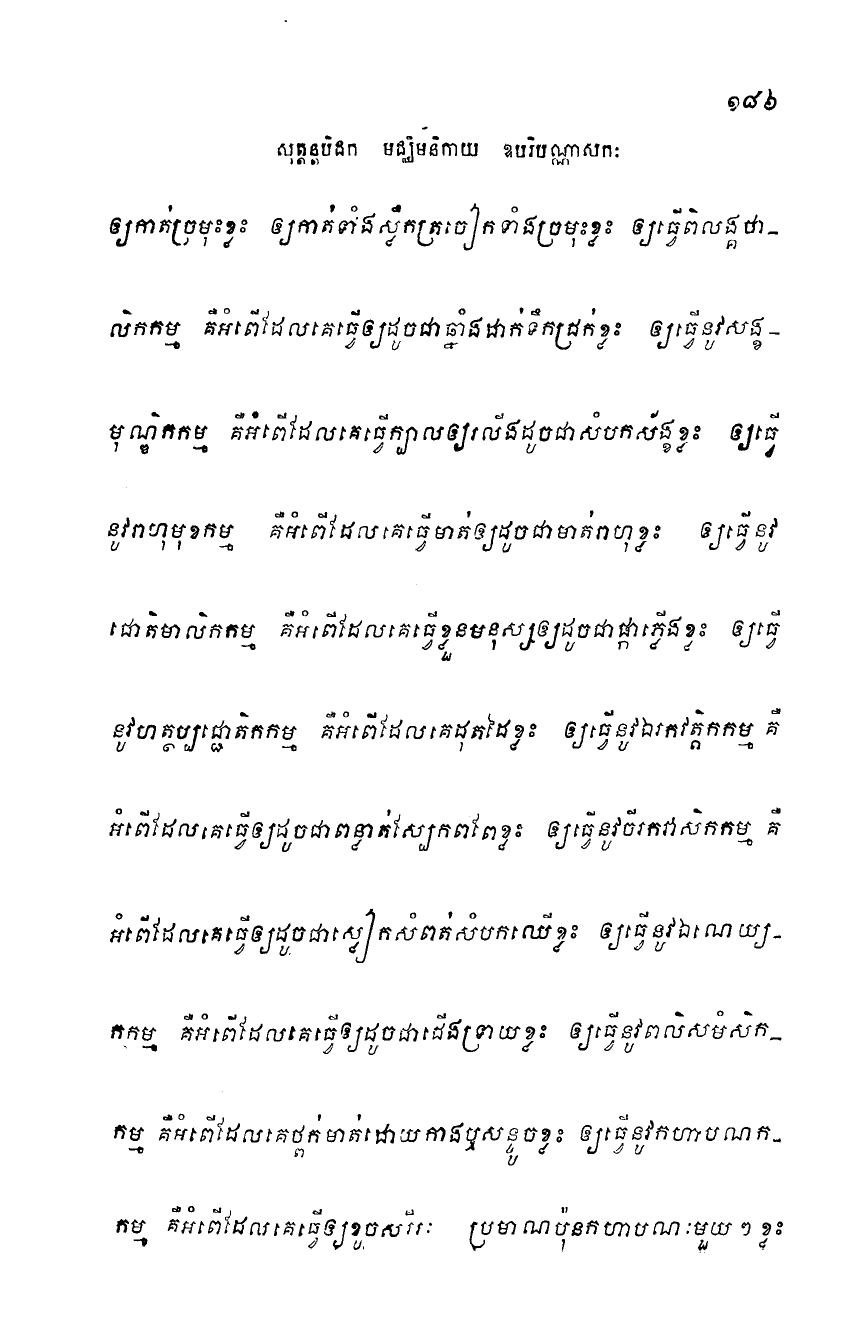 ១៨៦
សុត្តន្តបិដក មជ្ឈិមនិកាយ ឧបរិបណ្ណាសកៈ
ឲ្យកាត់ច្រមុះខ្លះ ឲ្យកាត់ទាំងស្លឹកត្រចៀកទាំងច្រមុះខ្លះ ឲ្យធ្វើពិលង្គថា-
លិកកម្ម គឺអំពើដែលគេធ្វើឲ្យដូចជាឆ្នាំងដាក់ទឹកជ្រក់ខ្លះ ឲ្យធ្វើនូវសង្ខ-
មុណ្ឌិកកម្ម គឺអំពើដែលគេធ្វើក្បាលឲ្យរលីងដូចជាសំបកស័ង្ខខ្លះ ឲ្យធ្វើ
នូវរាហុមុខកម្ម គឺអំពើដែលគេធ្វើមាត់ឲ្យដូចជាមាត់រាហុខ្លះ ឲ្យធ្វើនូវ
ជោតិមាលិកកម្ម គឺអំពើដែលគេធ្វើខ្លួនមនុស្សឲ្យដូចជាផ្កាភ្លើងខ្លះ ឲ្យធ្វើ
នូវហត្ថប្បជ្ជោតិកកម្ម គឺអំពើដែលគេដុតដៃខ្លះ ឲ្យធ្វើនូវឯរកវត្តិកកម្ម គឺ
អំពើដែលគេធ្វើឲ្យដូចជាពន្លាត់ស្បែកពពែខ្លះ ឲ្យធ្វើនូវចីរកវាសិកកម្ម គឺ
អំពើដែលគេធ្វើឲ្យដូចជាស្លៀកសំពត់សំបកឈើខ្លះ ឲ្យធ្វើនូវឯណេយ្យ-
កកម្ម គឺអំពើដែលគេធ្វើឲ្យដូចជាជើងទ្រាយខ្លះ ឲ្យធ្វើនូវពលិសមំសិក-
កម្ម គឺអំពើដែលគេថ្ពក់មាត់ដោយកាងឬសន្ទូចខ្លះ ឲ្យធ្វើនូវកហាបណក-
កម្ម គឺអំពើដែលគេធ្វើឲ្យខូចសរីរៈ ប្រមាណប៉ុនកហាបណៈមួយ ៗ ខ្លះ